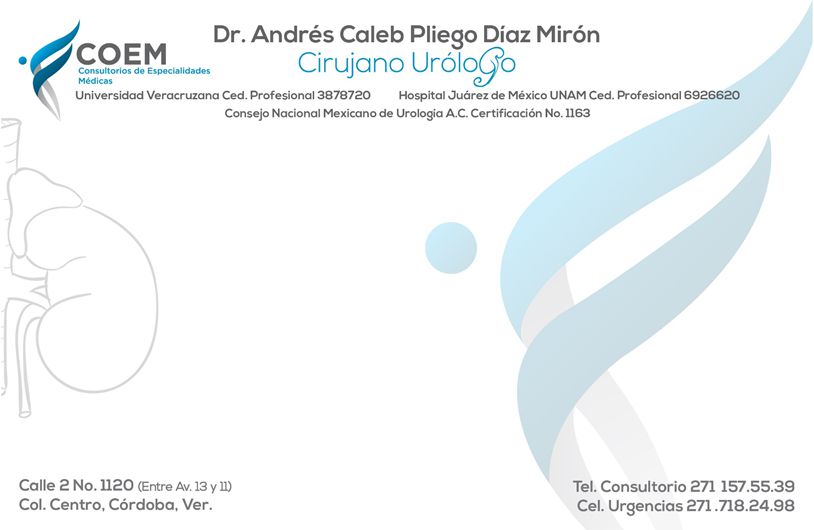 COEM
Consultorios de Especialidades
Médicas
Dr. Andrés Caleb Pliego Díaz Mirón
Cirujano Urólogo
Universidad Veracruzana Ced. Profesional 3878720 Hospital Juárez de México UNAM Ced. Profesional 6926620
Consejo Nacional Mexicano de Urología A.C. Certificación No. 1163
Calle 2 No. 1120 (Entre Av. 13 y 11)
Col. Centro, Córdoba, Ver.
Tel. Consultorio 271 157.55.39
Cel. Urgencias 271 .718.24.98